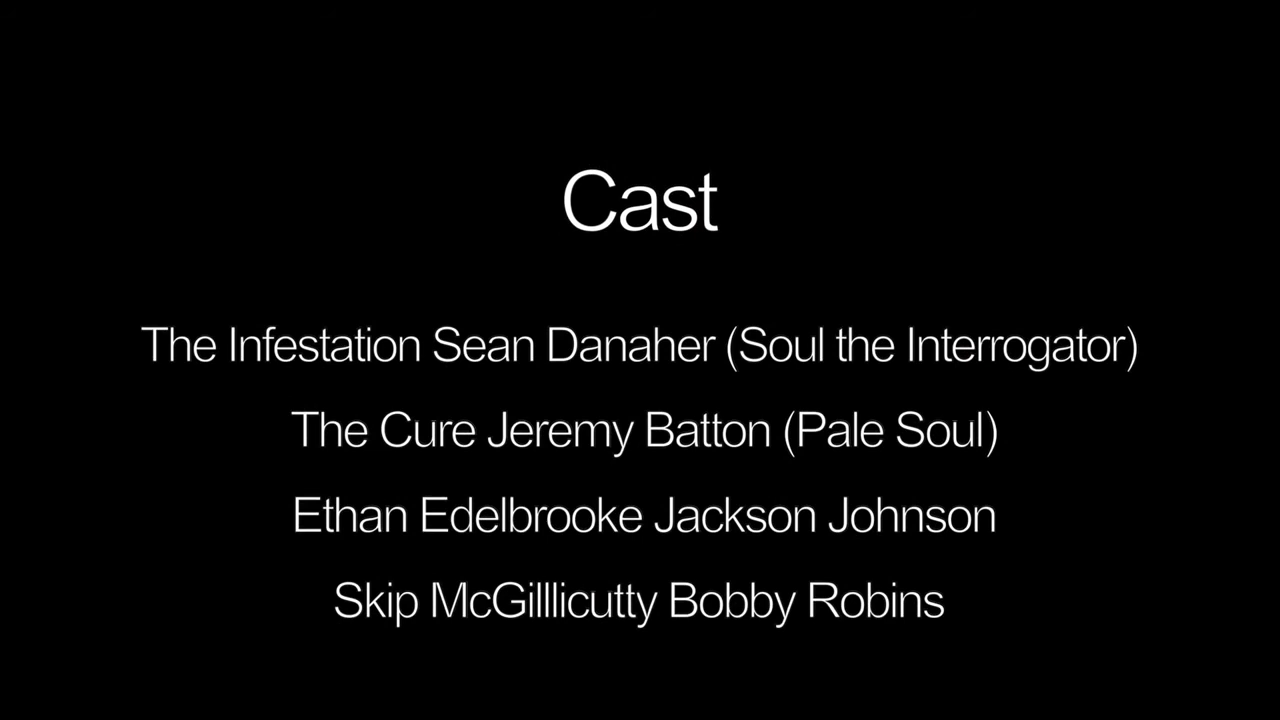 Cast
The Infestation Sean Danaher (Soul the Interrogator)
The Cure Jeremy Batton (Pale Soul)
Ethan Edelbrooke Jackson Johnson
Skip McGilllicutty Bobby Robins